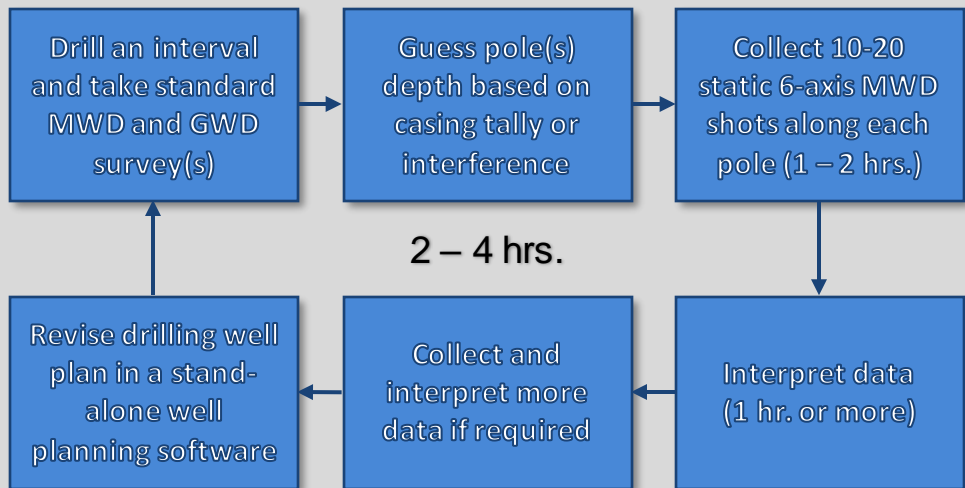 Drill an interval
and take standard
MWD and GWD
survey(s)
Guess pole(s)
depth based on
casing tally or
interference
Collect 10-20
static 6-axis MWD
shots along each
pole (1 – 2 hrs.)
2 – 4 hrs.
Revise drilling well
plan in a stand-
alone well
planning software
Collect and
interpret more
data if required
Interpret data
(1 hr. or more)